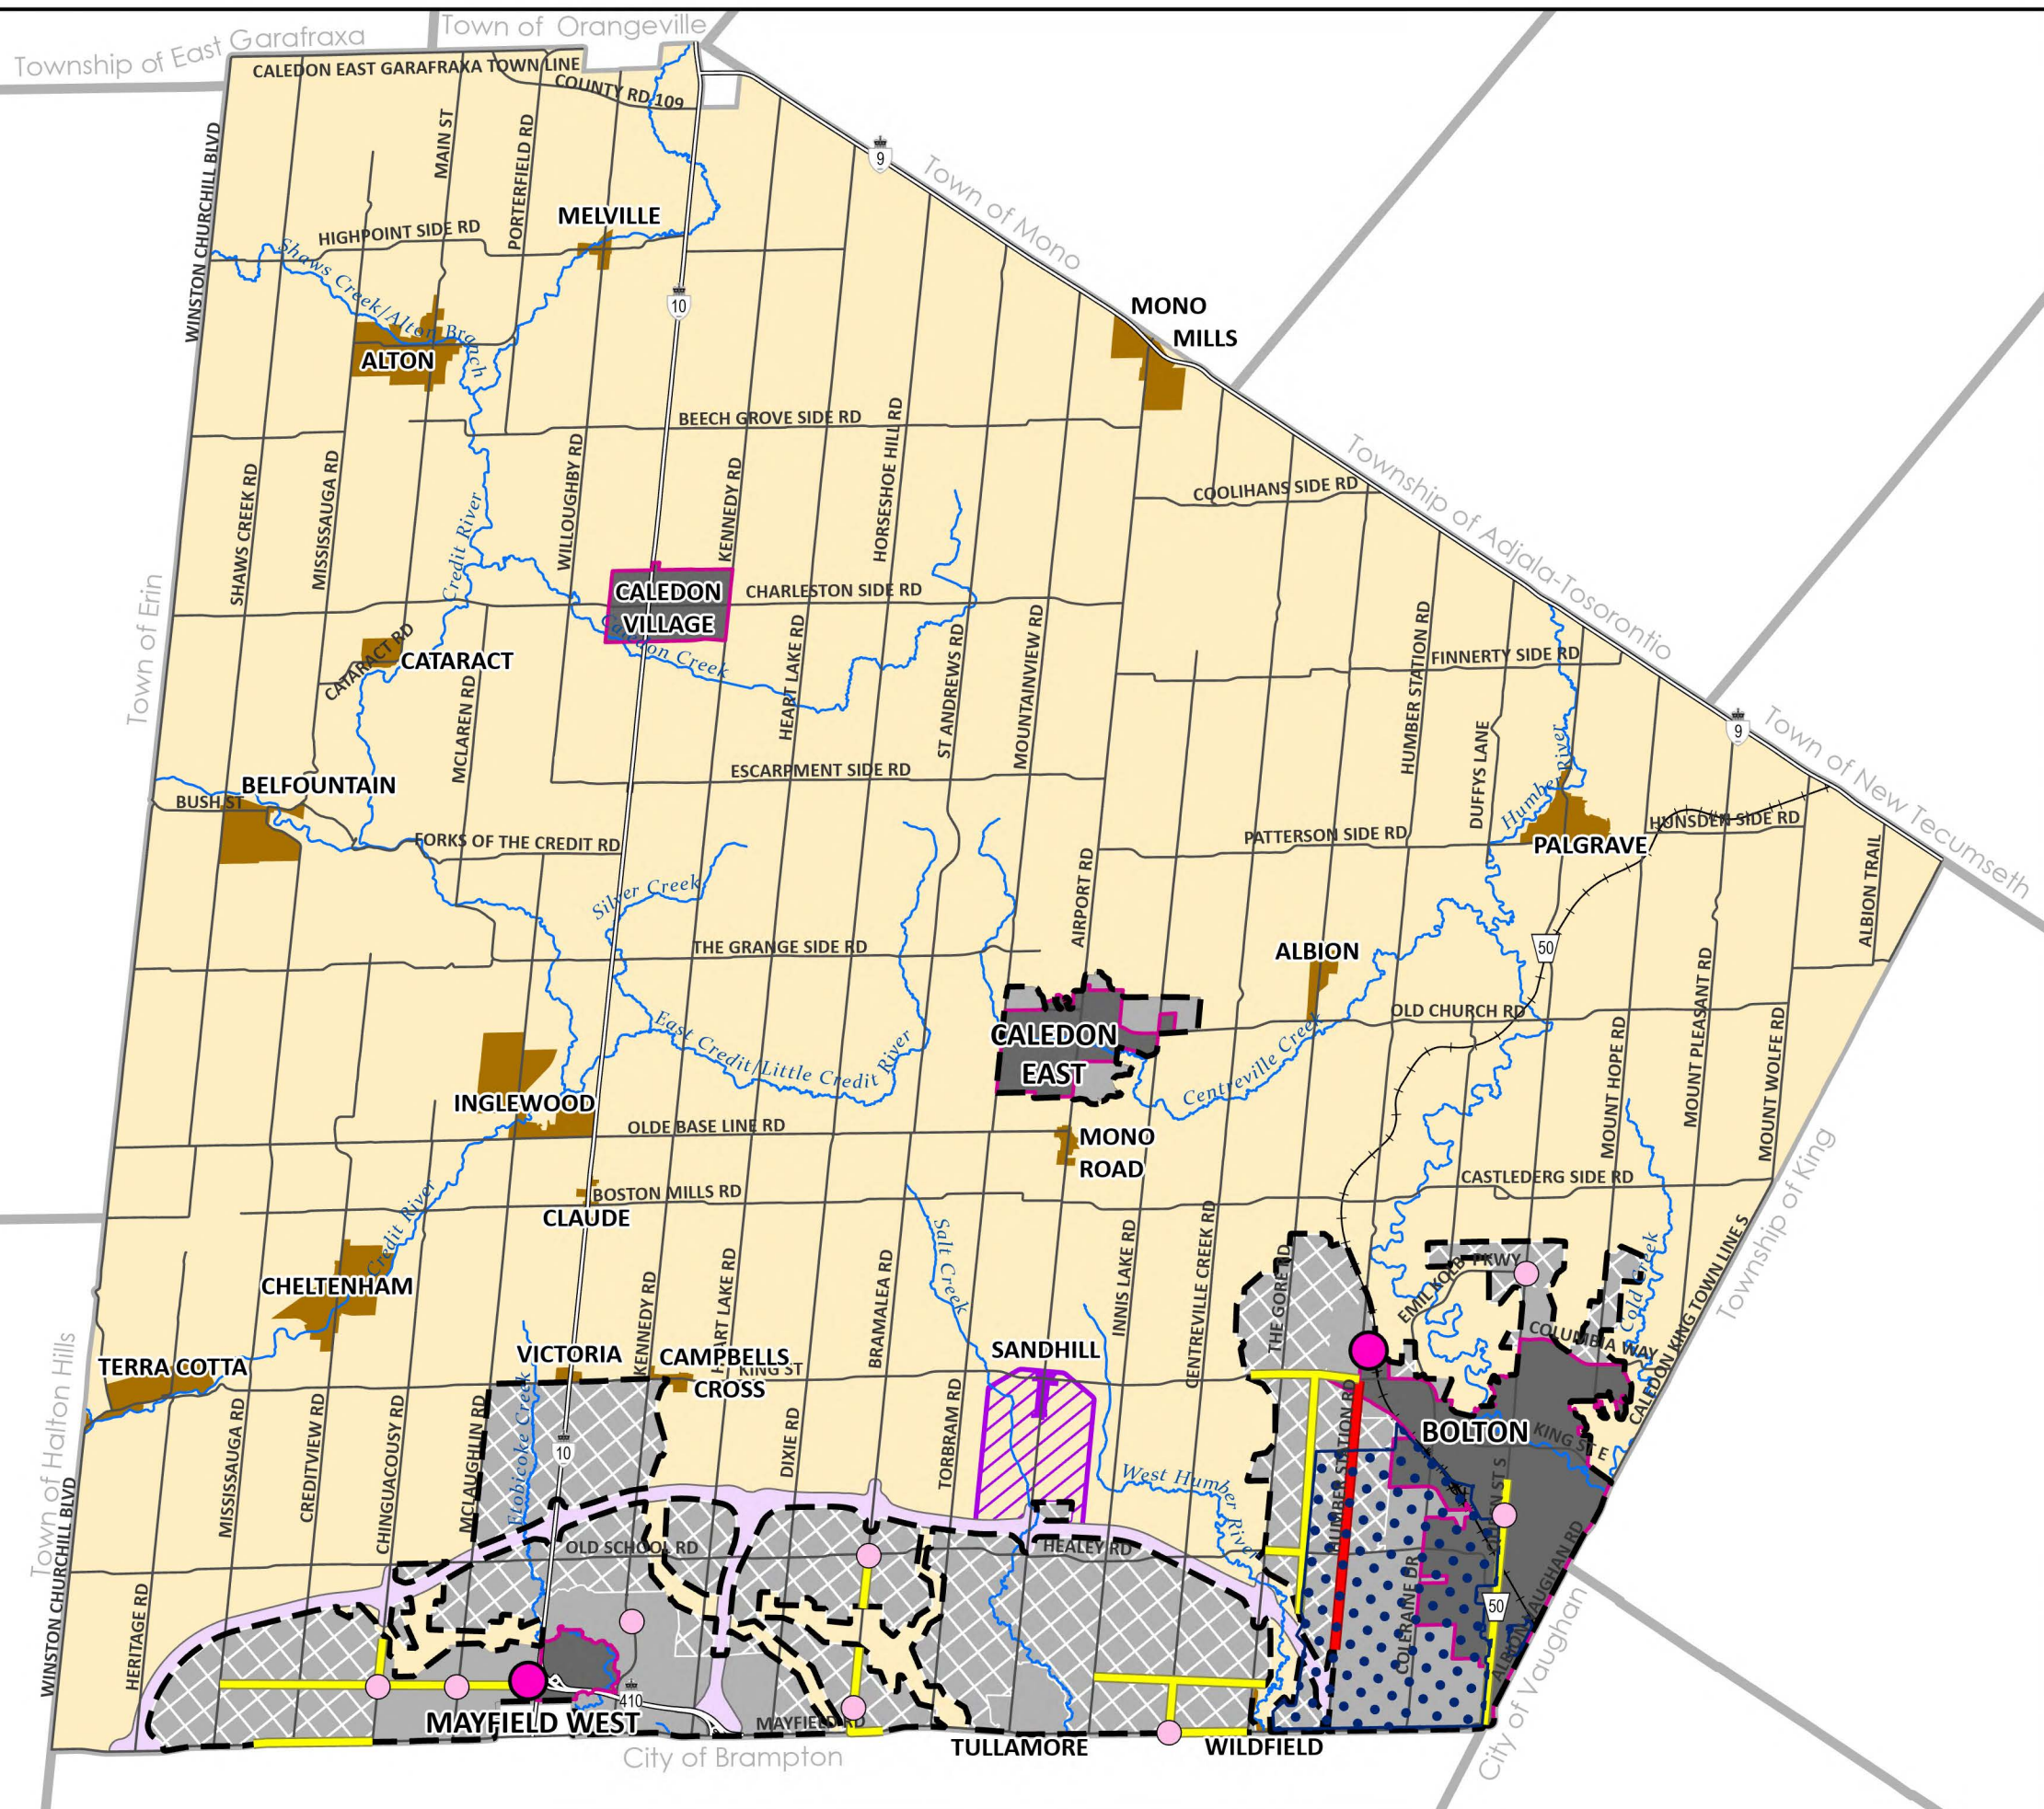 Town of Orangeville
Township of East Garafraxa
CALEDON EAST GARAFRAXA TOWN LINE
COUNTY RD 109
WINSTON CHURCHILL BLVD
MAIN ST
PORTERFIELD RD
9
Town of Mono
MELVILLE
HIGHPOINT SIDE RD
Shaws Creek/Alton Branch
10
MONO
MILLS
ALTON
BEECH GROVE SIDE RD
HORSESHOE HILL RD
WILLOUGHBY RD
KENNEDY RD
SHAWS CREEK RD
MISSISSAUGA RD
Credit River
COOLIHANS SIDE RD
Township of Adjala-Tosorontio
Town of Erin
CALEDON
VILLAGE
CHARLESTON SIDE RD
Caledon Creek
HEART LAKE RD
ST ANDREWS RD
MOUNTAINVIEW RD
HUMBER STATION RD
FINNERTY SIDE RD
CATARACT RD
CATARACT
MCLAREN RD
DUFFYS LANE
Humber River
9
Town of New Tecumseth
ESCARPMENT SIDE RD
BELFOUNTAIN
BUSH ST
FORKS OF THE CREDIT RD
PATTERSON SIDE RD
PALGRAVE
HUNSDEN SIDE RD
ALBION TRAIL
Silver Creek
AIRPORT RD
THE GRANGE SIDE RD
ALBION
50
MOUNT PLEASANT RD
OLD CHURCH RD
CALEDON
EAST
East Credit/Little Credit River
Centreville Creek
MOUNT HOPE RD
MOUNT WOLFE RD
INGLEWOOD
OLDE BASE LINE RD
MONO
ROAD
CASTLEDERG SIDE RD
BOSTON MILLS RD
CLAUDE
Credit River
Salt Creek
INNIS LAKE RD
CENTREVILLE CREEK RD
THE GORE RD
EMIL KOLB PKWY
Cold Creek
CALEDON KING TOWN LINE S
Township of King
CHELTENHAM
KENNEDY RD
HEART LAKE RD
BRAMALEA RD
COLUMBIA WAY
TERRA COTTA
VICTORIA
CAMPBELLS
CROSS
KING ST
SANDHILL
Town of Halton Hills
MISSISSAUGA RD
CREDITVIEW RD
CHINGUACOUSY RD
MCLAUGHLIN RD
Etobicoke Creek
10
DIXIE RD
TORBRAM RD
HUMBER STATION RD
BOLTON
KING ST E
QUEEN ST S
West Humber River
WINSTON CHURCHILL BLVD
HERITAGE RD
OLD SCHOOL RD
HEALEY RD
COLERAINE DR
50
ALBION VAUGHAN RD
City of Vaughan
410
MAYFIELD WEST
MAYFIELD RD
City of Brampton
TULLAMORE
WILDFIELD